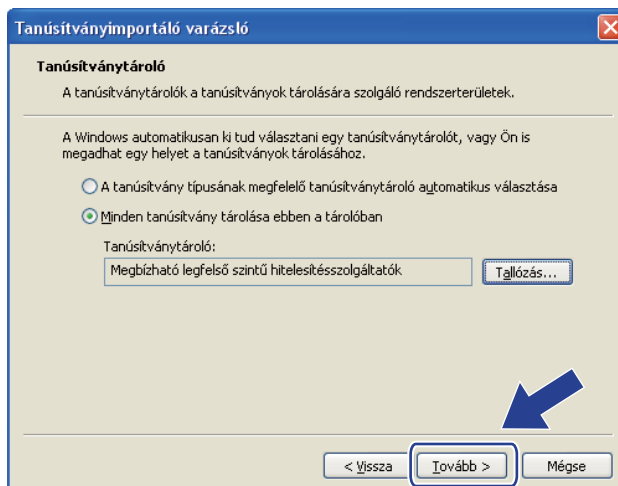 Tanúsítványimportáló varázsló
Tanúsítványtároló
A tanúsítványtárolók a tanúsítványok tárolására szolgáló rendszerterületek.
A Windows automatikusan ki tud választani egy tanúsítványtárolót, vagy Ön is
megadhat egy helyet a tanúsítványok tárolásához.
A tanúsítvány típusának megfelelő tanúsítványtároló automatikus választása
Minden tanúsítvány tárolása ebben a tárolóban
Tanúsítványtároló:
Megbízható legfelső szintű hitelesítésszolgáltatók
Tallózás...
< Vissza
Tovább >
Mégse